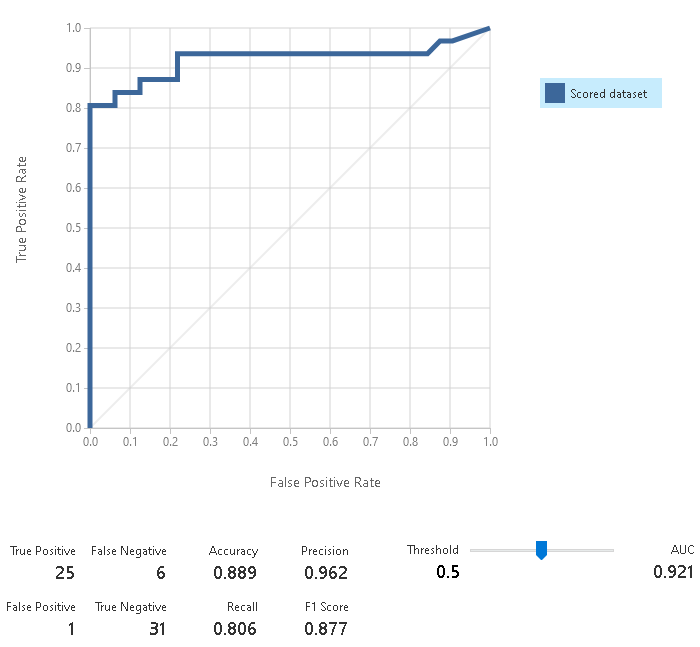 1.0
0.9
0.8
0.7
0.6
0.5
0.4
0.3
0.2
0.1
0.0
True Positive Rate
0.0 0.1 0.2 0.3 0.4 0.5 0.6 0.7 0.8 0.9 1.0
False Positive Rate
Scored dataset
True Positive False Negative Accuracy Precision Threshold AUC
25 6 0.889 0.962 0.5 0.921
False Positive True Negative Recall F1 Score
1 31 0.806 0.877